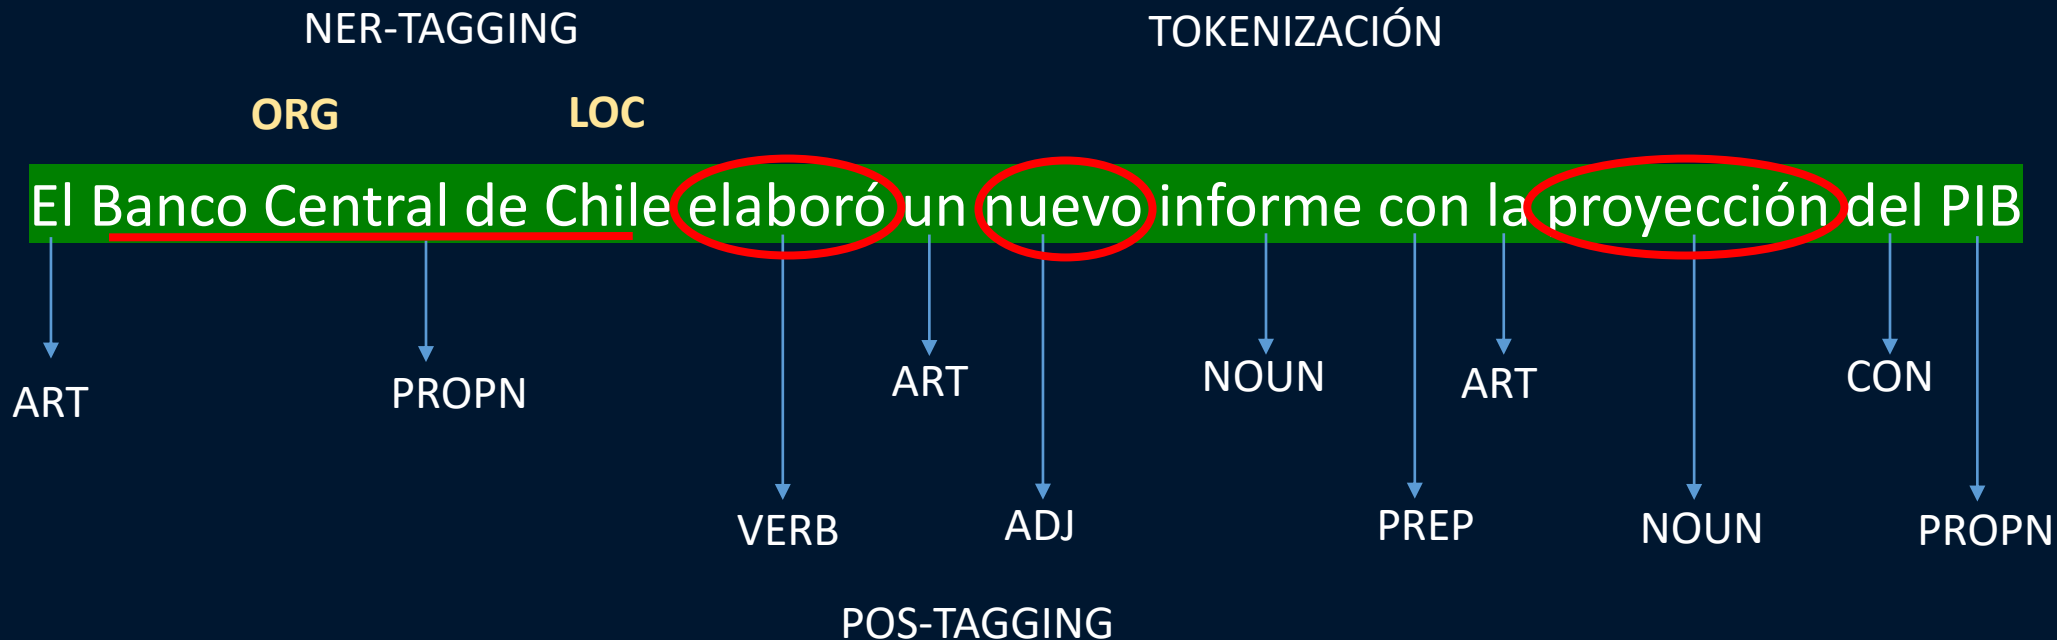 NER-TAGGING TOKENIZACIÓN
ORG LOC
El Banco Central de Chile elaboró un nuevo informe con la proyección del PIB
ART PROPN ART NOUN ART CON
VERB ADJ PREP NOUN PROPN
POS-TAGGING